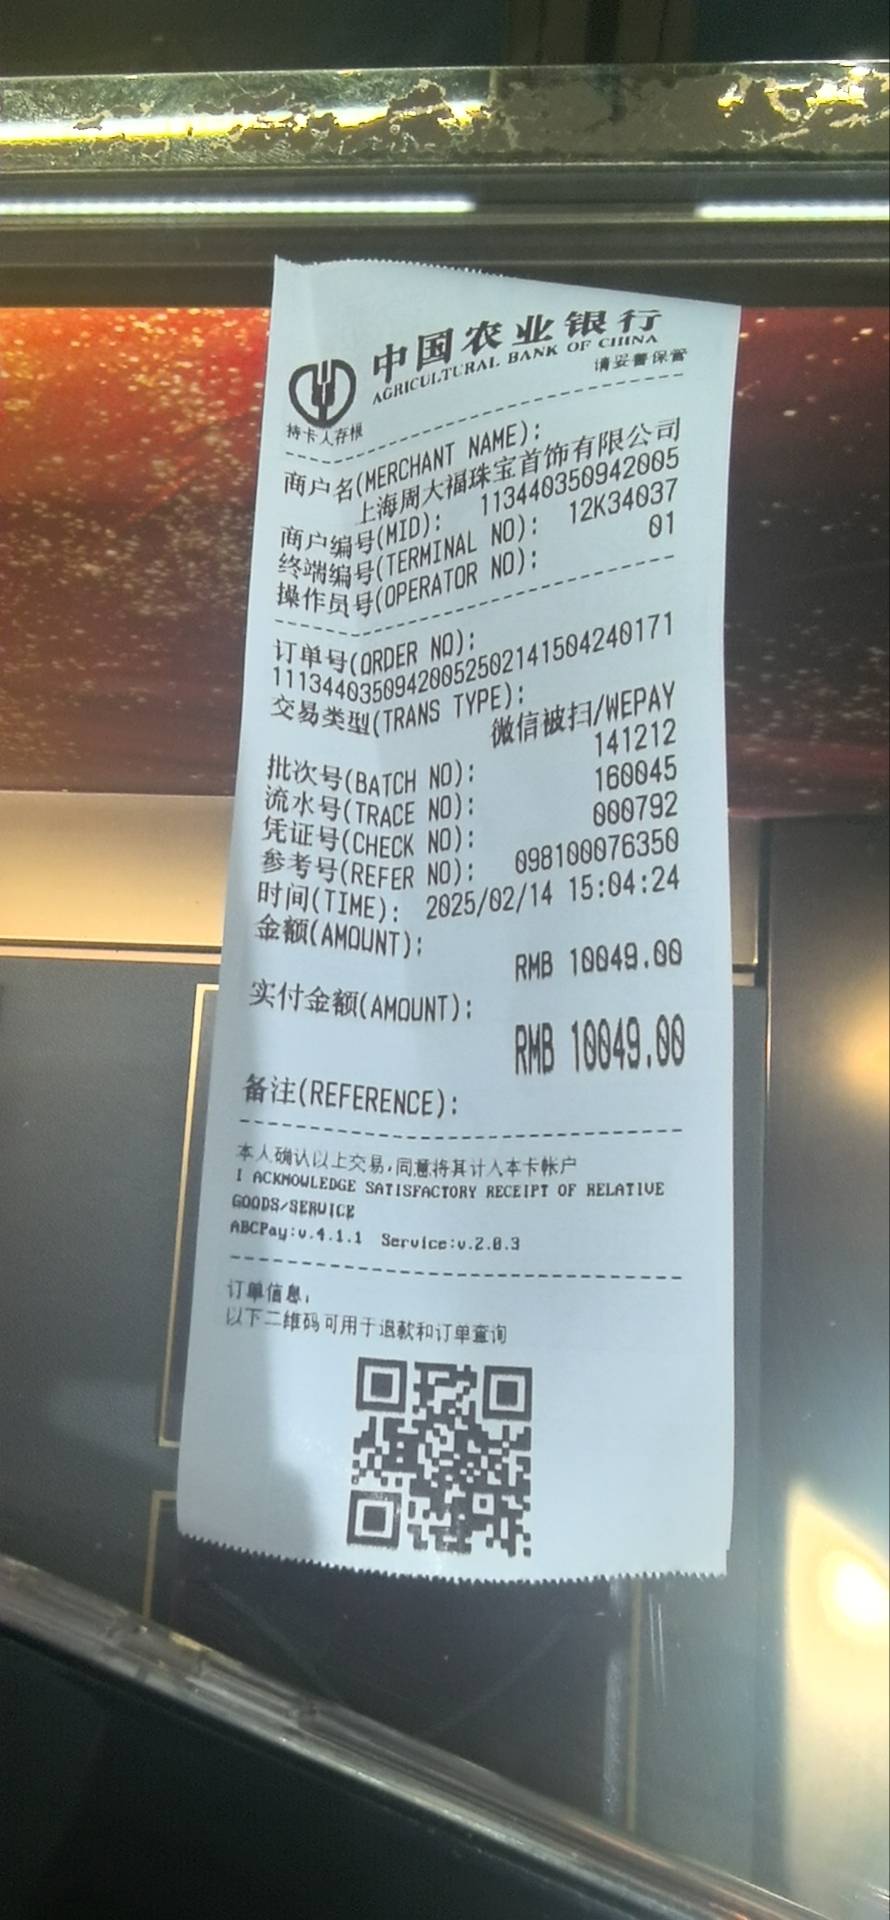 中国农业银行
AGRICULTURAL BANK OF CHINA
持卡人存根 请妥善保管
商户名(MERCHANT NAME):
上海周大福珠宝首饰有限公司
商户编号(MID): 113440350942005
终端编号(TERMINAL NO): 12K34037
操作员号(OPERATOR NO): 01
订单号(ORDER NO):
11134403509420052502141504240171
交易类型(TRANS TYPE):
微信被扫/WEPAY
批次号(BATCH NO): 141212
流水号(TRACE NO): 160045
凭证号(CHECK NO): 000792
参考号(REFER NO): 098100076350
时间(TIME): 2025/02/14 15:04:24
金额(AMOUNT):
RMB 10049.00
实付金额(AMOUNT):
RMB 10049.00
备注(REFERENCE):
本人确认以上交易,同意将其计入本卡帐户
I ACKNOWLEDGE SATISFACTORY RECEIPT OF RELATIVE
GOODS/SERVICE
ABCPay:v.4.1.1 Service:v.2.0.3
订单信息:
以下二维码可用于退款和订单查询